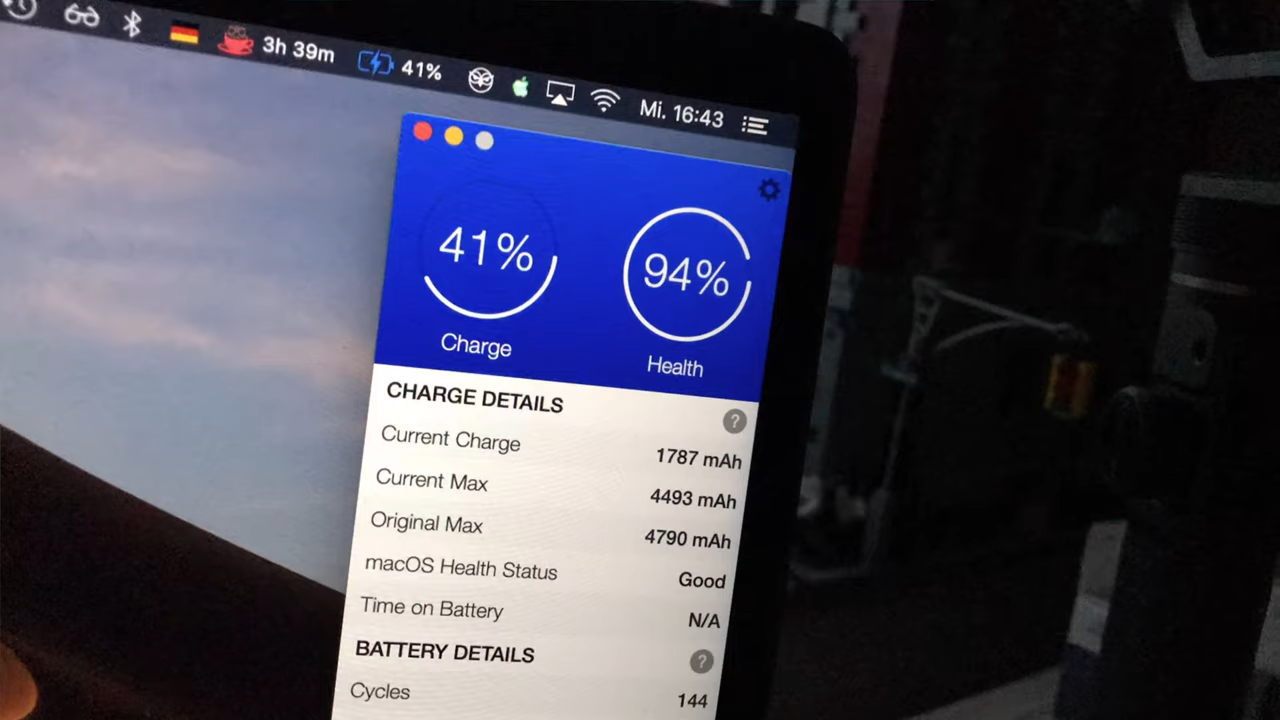 3h 39m 41% Mi. 16:43
41% 94%
Charge Health
CHARGE DETAILS ?
Current Charge 1787 mAh
Current Max 4493 mAh
Original Max 4790 mAh
macOS Health Status Good
Time on Battery N/A
BATTERY DETAILS ?
Cycles 144